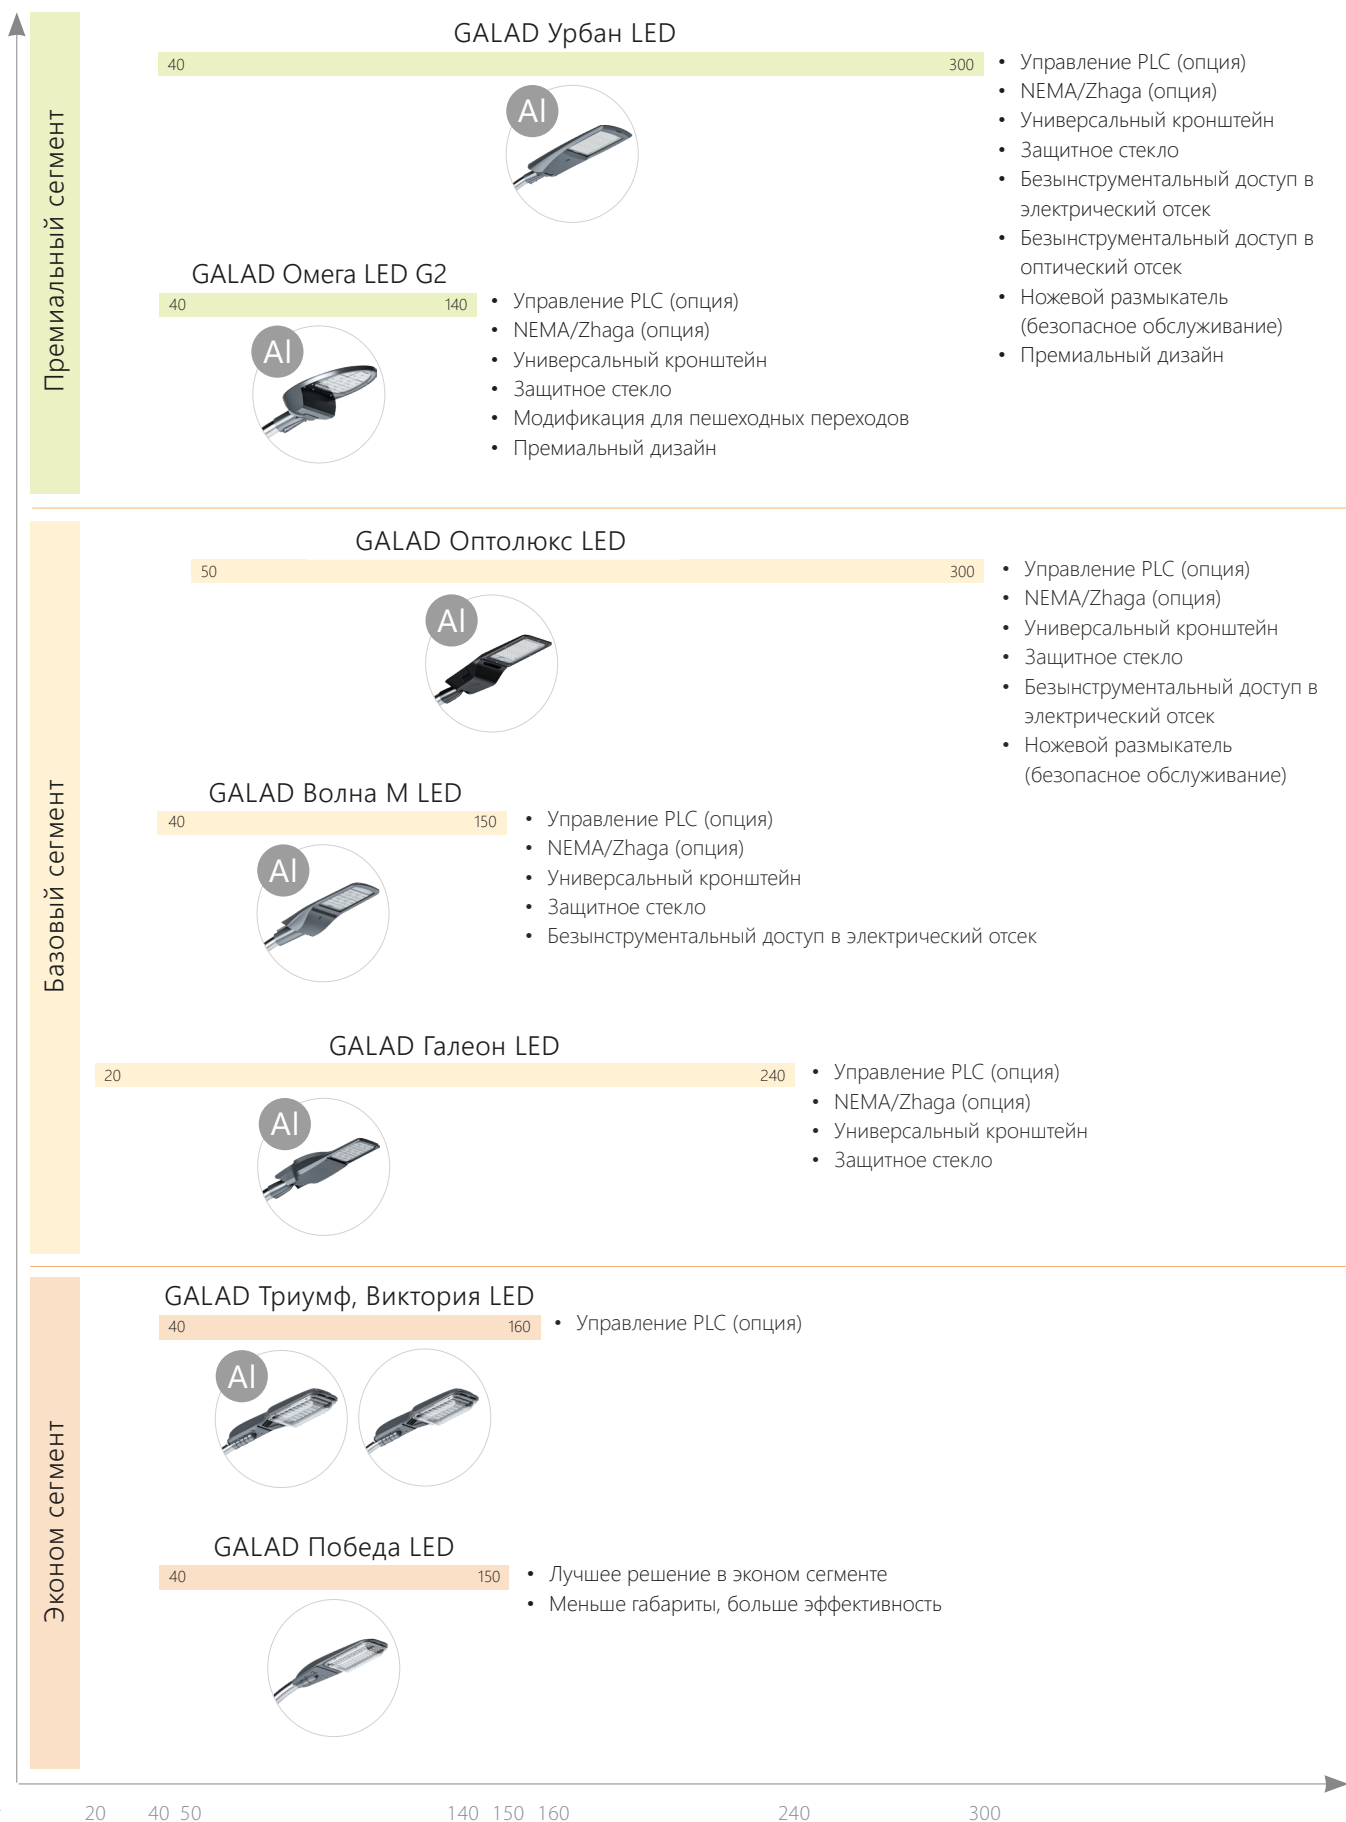 Премиальный сегмент
GALAD Урбан LED
40 300
Al
• Управление PLC (опция)
• NEMA/Zhaga (опция)
• Универсальный кронштейн
• Защитное стекло
• Безынструментальный доступ в
электрический отсек
• Безынструментальный доступ в
оптический отсек
• Ножевой размыкатель
(безопасное обслуживание)
• Премиальный дизайн
GALAD Омега LED G2
40 140
Al
• Управление PLC (опция)
• NEMA/Zhaga (опция)
• Универсальный кронштейн
• Защитное стекло
• Модификация для пешеходных переходов
• Премиальный дизайн
Базовый сегмент
GALAD Оптолюкс LED
50 300
Al
• Управление PLC (опция)
• NEMA/Zhaga (опция)
• Универсальный кронштейн
• Защитное стекло
• Безынструментальный доступ в
электрический отсек
• Ножевой размыкатель
(безопасное обслуживание)
GALAD Волна М LED
40 150
Al
• Управление PLC (опция)
• NEMA/Zhaga (опция)
• Универсальный кронштейн
• Защитное стекло
• Безынструментальный доступ в электрический отсек
GALAD Галеон LED
20 240
Al
• Управление PLC (опция)
• NEMA/Zhaga (опция)
• Универсальный кронштейн
• Защитное стекло
Эконом сегмент
GALAD Триумф, Виктория LED
40 160
Al
• Управление PLC (опция)
GALAD Победа LED
40 150
• Лучшее решение в эконом сегменте
• Меньше габариты, больше эффективность
20 40 50 140 150 160 240 300